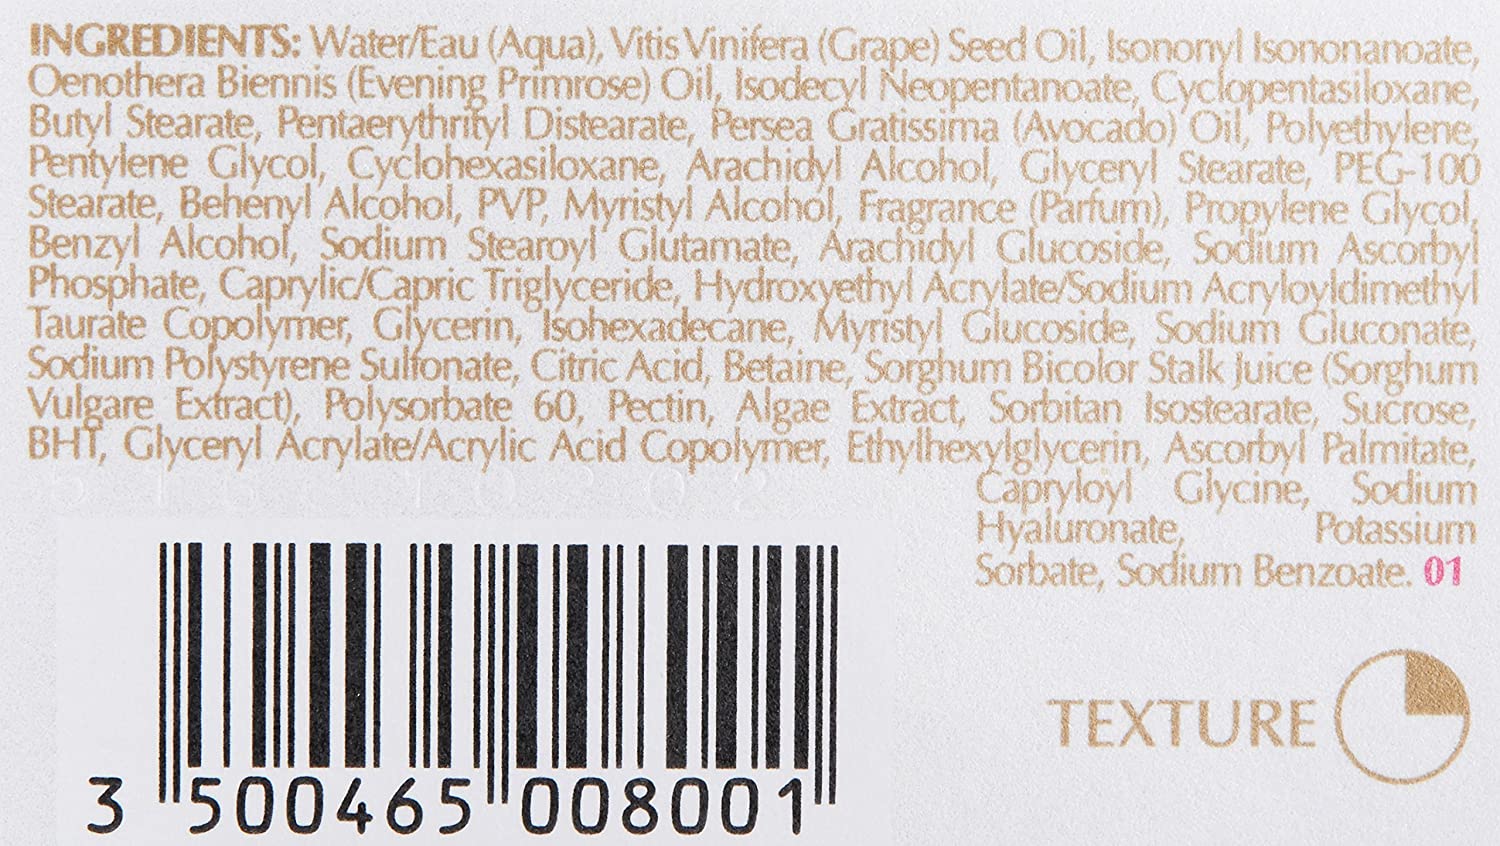 INGREDIENTS: Water/Eau (Aqua), Vitis Vinifera (Grape) Seed Oil, Isononyl Isononanoate,
Oenothera Biennis (Evening Primrose) Oil, Isodecyl Neopentanoate, Cyclopentasiloxane,
Butyl Stearate, Pentaerythrityl Distearate, Persea Gratissima (Avocado) Oil, Polyethylene,
Pentylene Glycol, Cyclohexasiloxane, Arachidyl Alcohol, Glyceryl Stearate, PEG-100
Stearate, Behenyl Alcohol, PVP, Myristyl Alcohol, Fragrance (Parfum), Propylene Glycol,
Benzyl Alcohol, Sodium Stearoyl Glutamate, Arachidyl Glucoside, Sodium Ascorbyl
Phosphate, Caprylic/Capric Triglyceride, Hydroxyethyl Acrylate/Sodium Acryloyldimethyl
Taurate Copolymer, Glycerin, Isohexadecane, Myristyl Glucoside, Sodium Gluconate,
Sodium Polystyrene Sulfonate, Citric Acid, Betaine, Sorghum Bicolor Stalk Juice (Sorghum
Vulgare Extract), Polysorbate 60, Pectin, Algae Extract, Sorbitan Isostearate, Sucrose,
BHT, Glyceryl Acrylate/Acrylic Acid Copolymer, Ethylhexylglycerin, Ascorbyl Palmitate,
Capryloyl Glycine, Sodium
Hyaluronate, Potassium
Sorbate, Sodium Benzoate. 01
TEXTURE
3 500465 008001